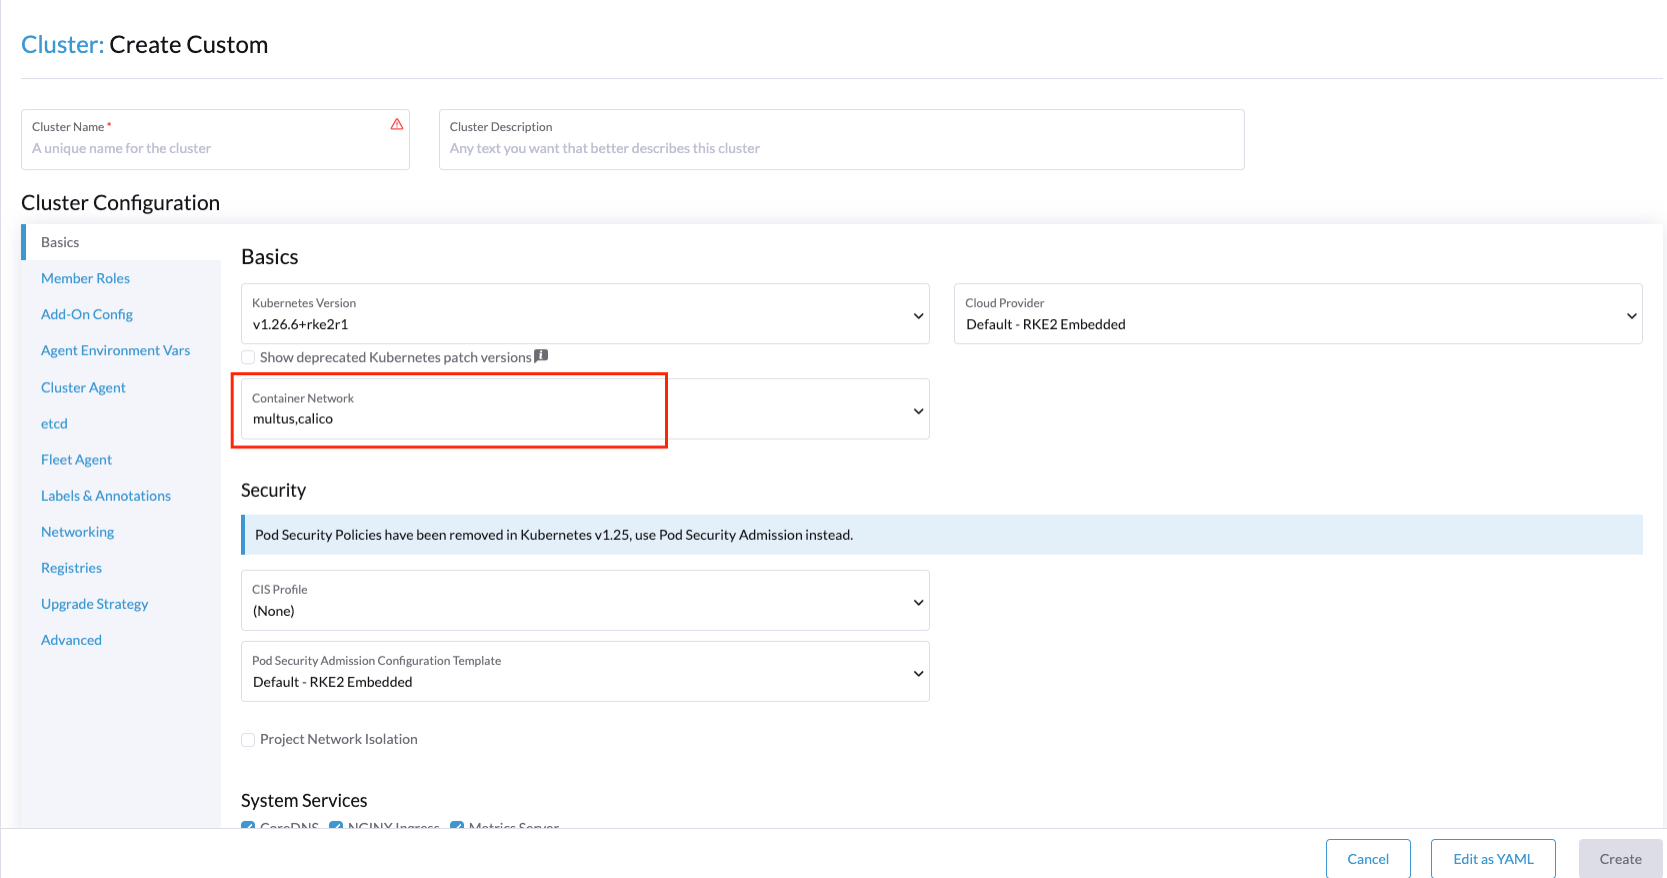 Cluster: Create Custom
Cluster Name *
A unique name for the cluster
Cluster Description
Any text you want that better describes this cluster
Cluster Configuration
Basics
Member Roles
Add-On Config
Agent Environment Vars
Cluster Agent
etcd
Fleet Agent
Labels & Annotations
Networking
Registries
Upgrade Strategy
Advanced
Basics
Kubernetes Version
v1.26.6+rke2r1
Cloud Provider
Default - RKE2 Embedded
Show deprecated Kubernetes patch versions
Container Network
multus,calico
Security
Pod Security Policies have been removed in Kubernetes v1.25, use Pod Security Admission instead.
CIS Profile
(None)
Pod Security Admission Configuration Template
Default - RKE2 Embedded
Project Network Isolation
System Services
CoreDNS NGINX Ingress Metrics Server
Cancel
Edit as YAML
Create